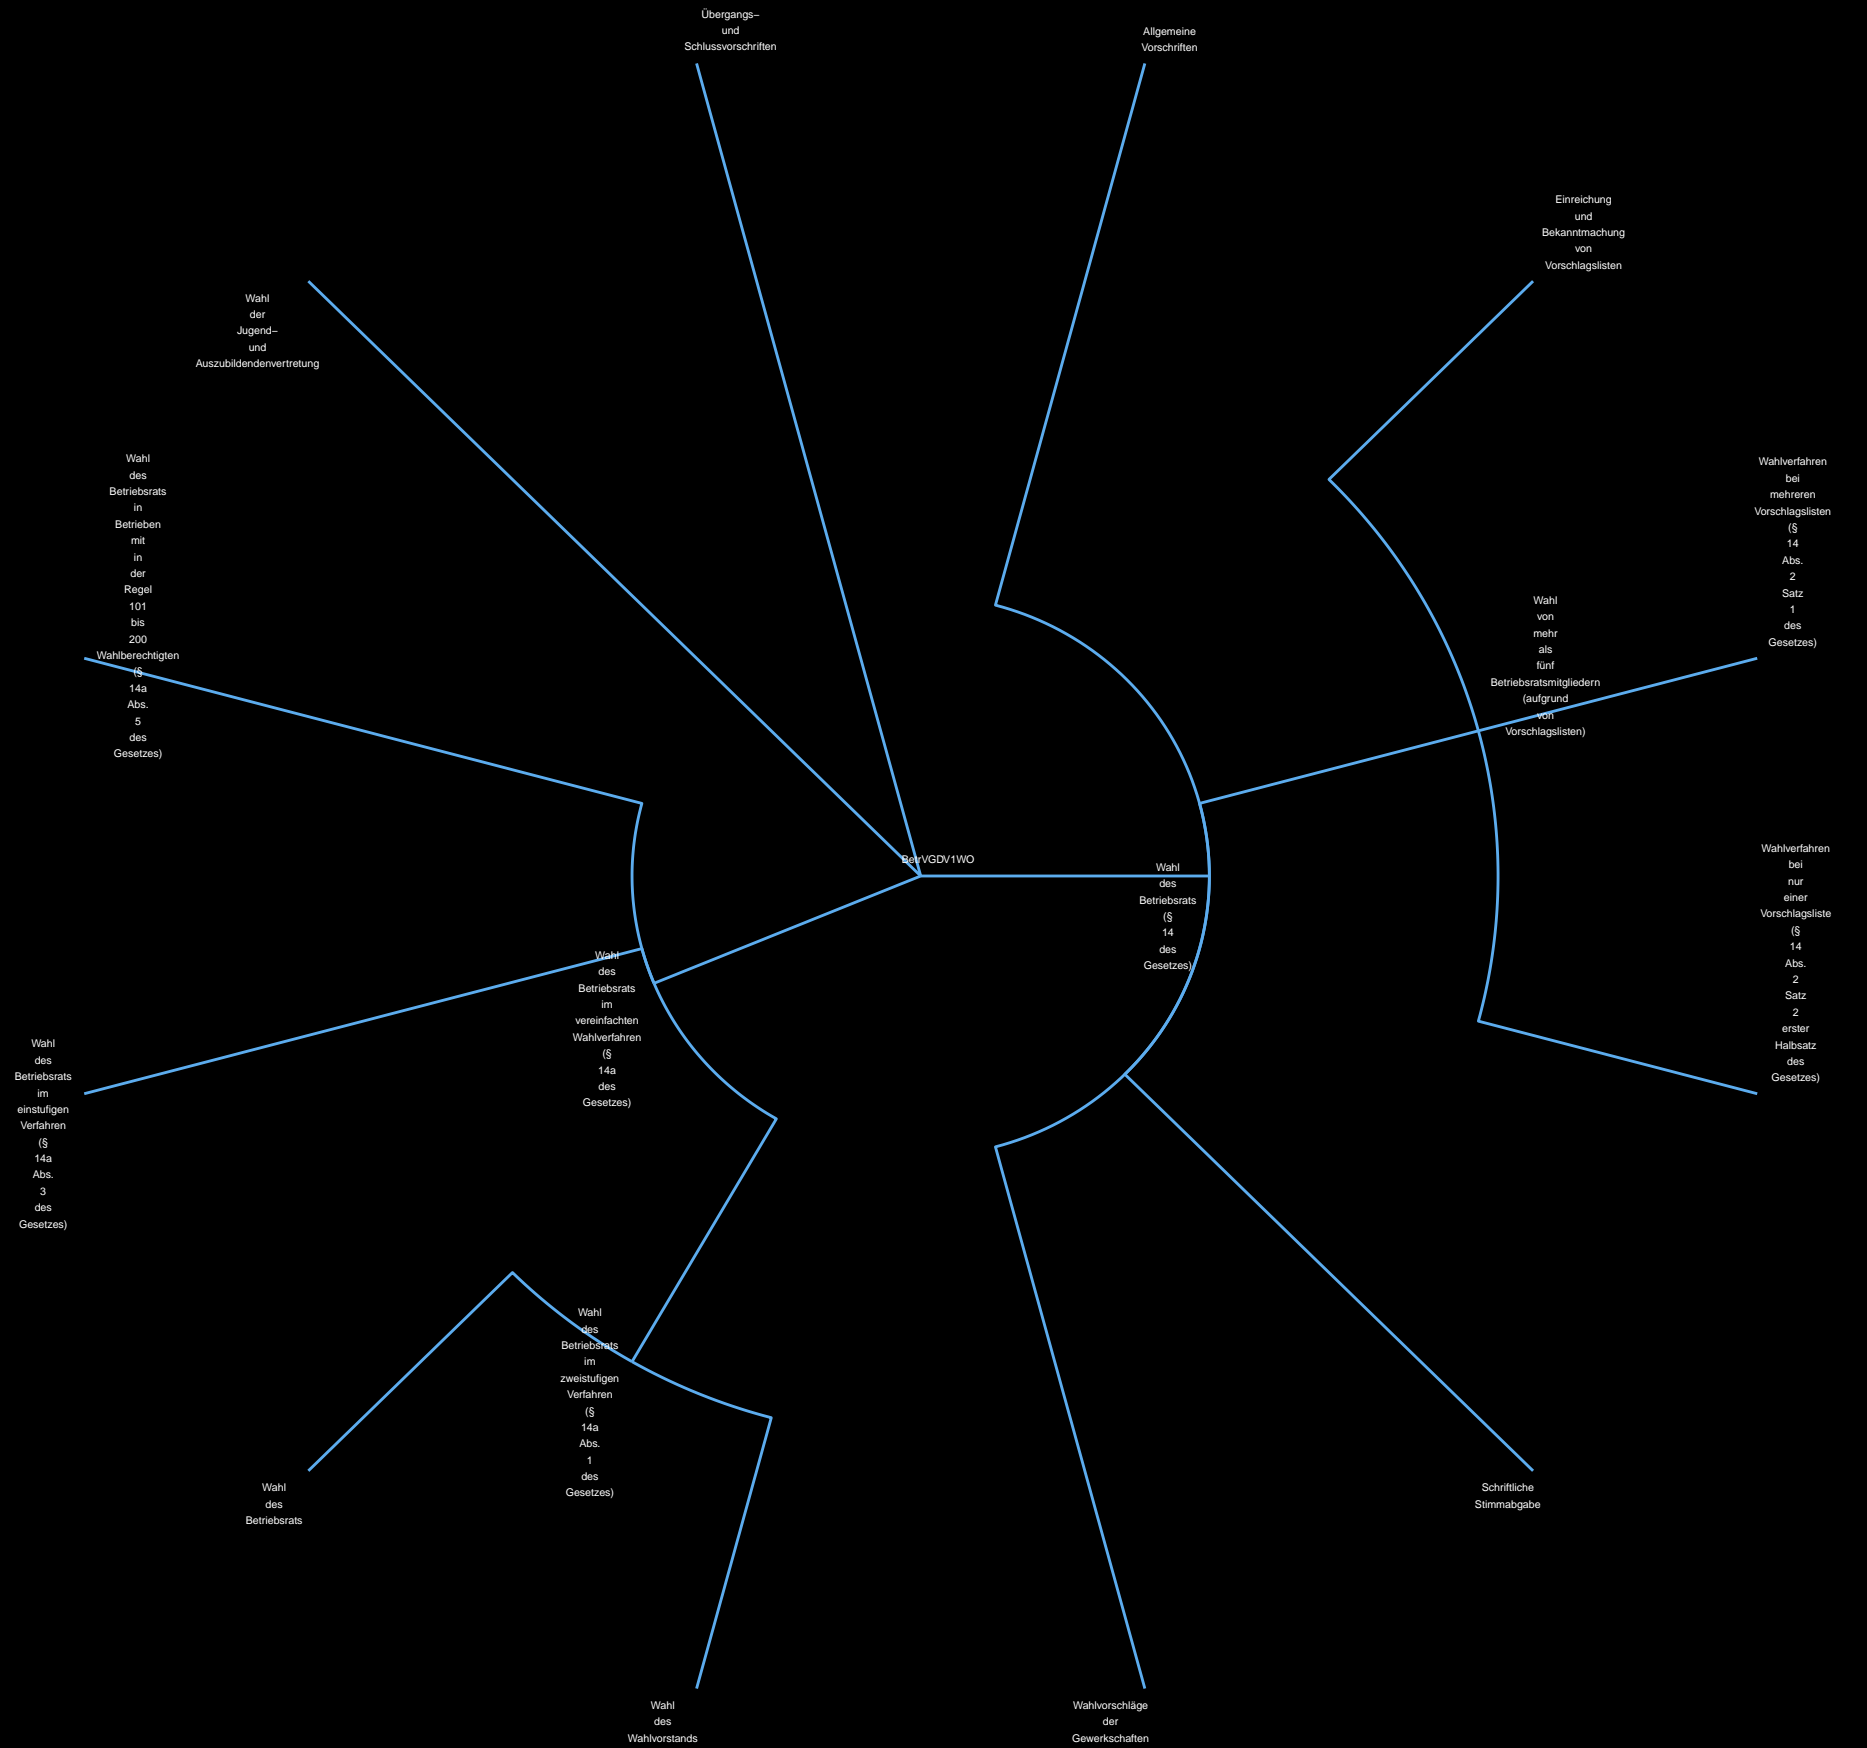 Übergangs–
und
Schlussvorschriften
Allgemeine
Vorschriften
Einreichung
und
Bekanntmachung
von
Vorschlagslisten
Wahl
der
Jugend–
und
Auszubildendenvertretung
Wahl
des
Betriebsrats
in
Betrieben
mit
in
der
Regel
101
bis
200
Wahlberechtigten
(§
14a
Abs.
5
des
Gesetzes)
Wahlverfahren
bei
mehreren
Vorschlagslisten
(§
14
Abs.
2
Satz
1
des
Gesetzes)
Wahl
von
mehr
als
fünf
Betriebsratsmitgliedern
(aufgrund
von
Vorschlagslisten)
BetrVGDV1WO
Wahl
des
Betriebsrats
(§
14
des
Gesetzes)
Wahlverfahren
bei
nur
einer
Vorschlagsliste
(§
14
Abs.
2
Satz
2
erster
Halbsatz
des
Gesetzes)
Wahl
des
Betriebsrats
im
vereinfachten
Wahlverfahren
(§
14a
des
Gesetzes)
Wahl
des
Betriebsrats
im
einstufigen
Verfahren
(§
14a
Abs.
3
des
Gesetzes)
Wahl
des
Betriebsrats
im
zweistufigen
Verfahren
(§
14a
Abs.
1
des
Gesetzes)
Wahl
des
Betriebsrats
Schriftliche
Stimmabgabe
Wahl
des
Wahlvorstands
Wahlvorschläge
der
Gewerkschaften